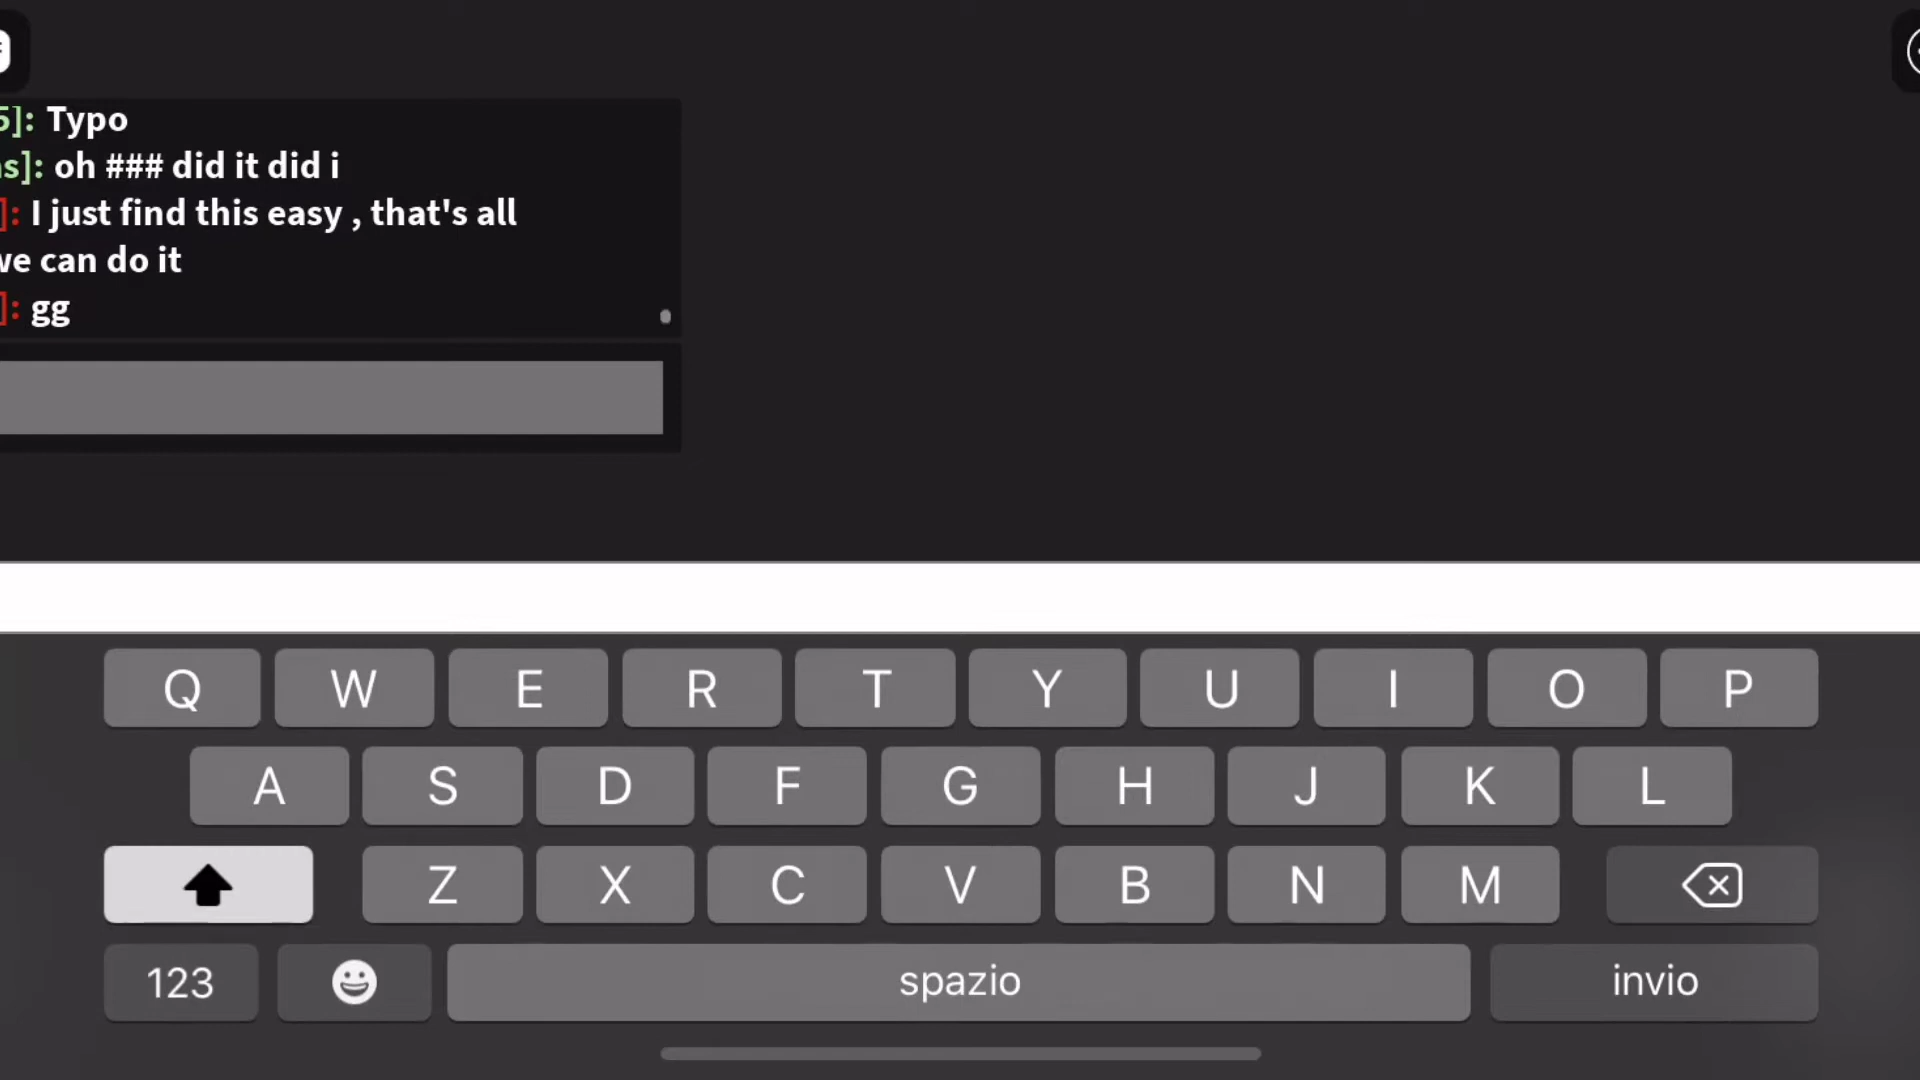 5]: Typo
s]: oh ### did it did i
]: I just find this easy , that's all
we can do it
]: gg
Q W E R T Y U I O P
A S D F G H J K L
Z X C V B N M
123 spazio invio